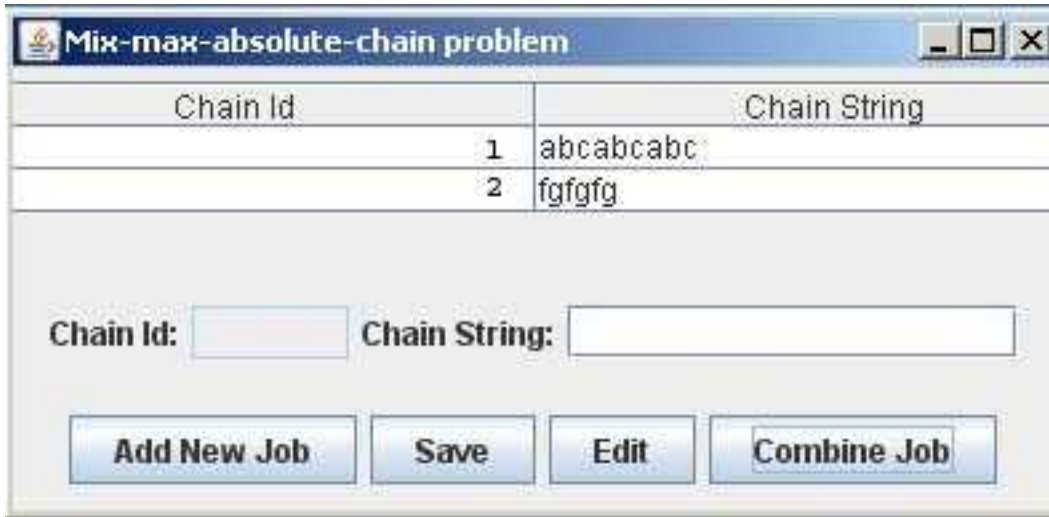 Mix-max-absolute-chain problem
Chain Id Chain String
1 abcabcabc
2 fgfgfg
Chain Id: Chain String:
Add New Job Save Edit Combine Job